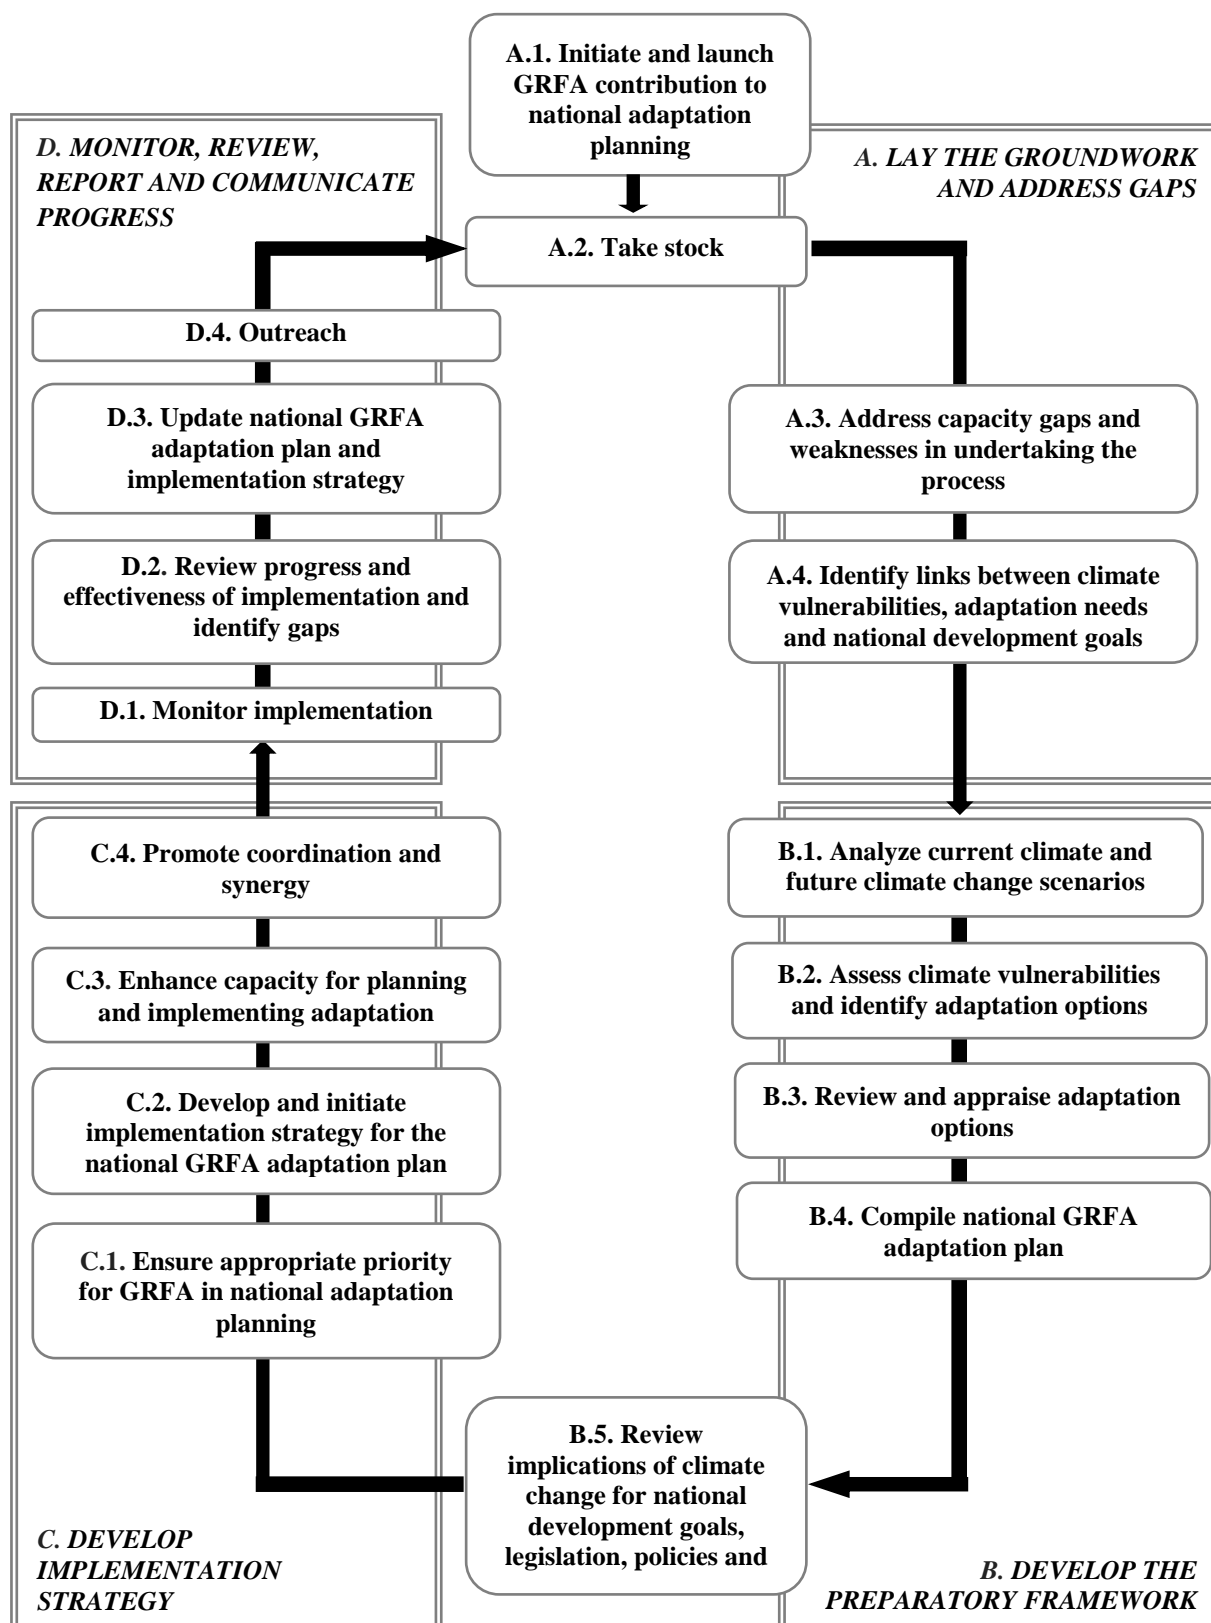 A.1. Initiate and launch
GRFA contribution to
national adaptation
planning
A. LAY THE GROUNDWORK
AND ADDRESS GAPS
A.2. Take stock
A.3. Address capacity gaps and
weaknesses in undertaking the
process
A.4. Identify links between climate
vulnerabilities, adaptation needs
and national development goals
B.1. Analyze current climate and
future climate change scenarios
B.2. Assess climate vulnerabilities
and identify adaptation options
B.3. Review and appraise adaptation
options
B.4. Compile national GRFA
adaptation plan
B.5. Review
implications of climate
change for national
development goals,
legislation, policies and
B. DEVELOP THE
PREPARATORY FRAMEWORK
C. DEVELOP
IMPLEMENTATION
STRATEGY
C.1. Ensure appropriate priority
for GRFA in national adaptation
planning
C.2. Develop and initiate
implementation strategy for the
national GRFA adaptation plan
C.3. Enhance capacity for planning
and implementing adaptation
C.4. Promote coordination and
synergy
D.1. Monitor implementation
D.2. Review progress and
effectiveness of implementation and
identify gaps
D.3. Update national GRFA
adaptation plan and
implementation strategy
D.4. Outreach
D. MONITOR, REVIEW,
REPORT AND COMMUNICATE
PROGRESS